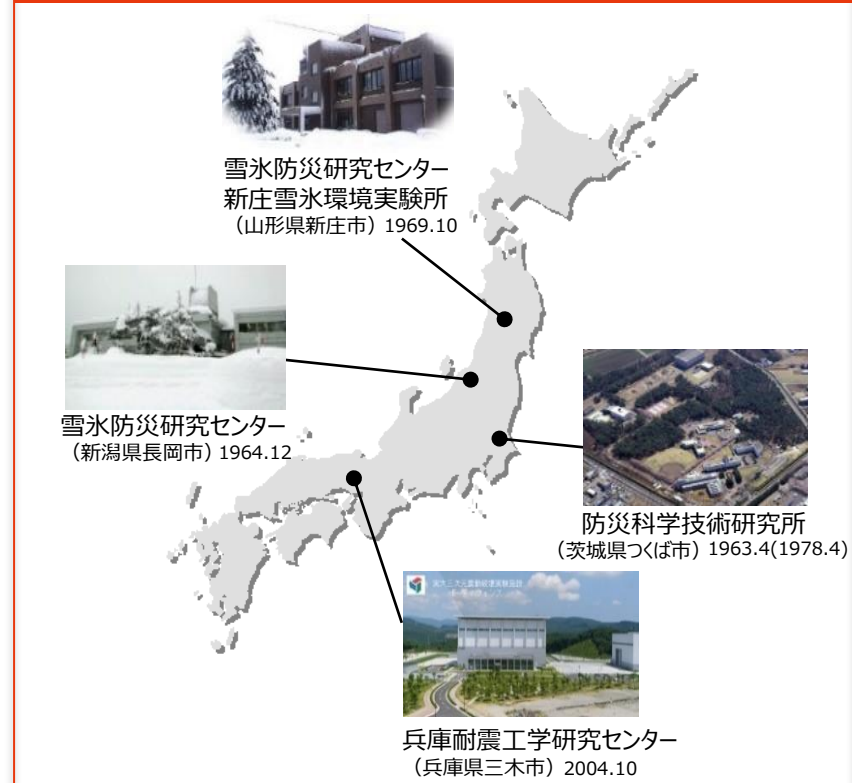 雪氷防災研究センター
新庄雪氷環境実験所
（山形県新庄市）1969.10
雪氷防災研究センター
（新潟県長岡市）1964.12
防災科学技術研究所
（茨城県つくば市）1963.4(1978.4)
兵庫耐震工学研究センター
（兵庫県三木市）2004.10